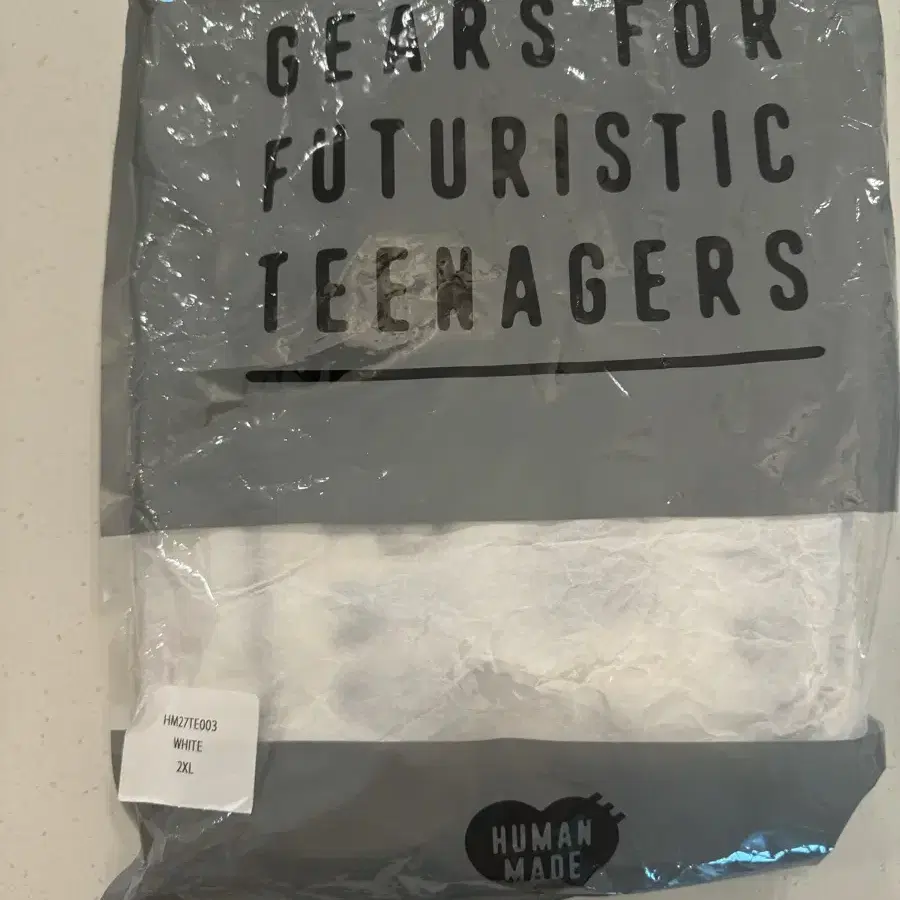 GEARS FOR
FUTURISTIC
TEENAGERS
HM27TE003
WHITE
2XL
HUMAN
MADE